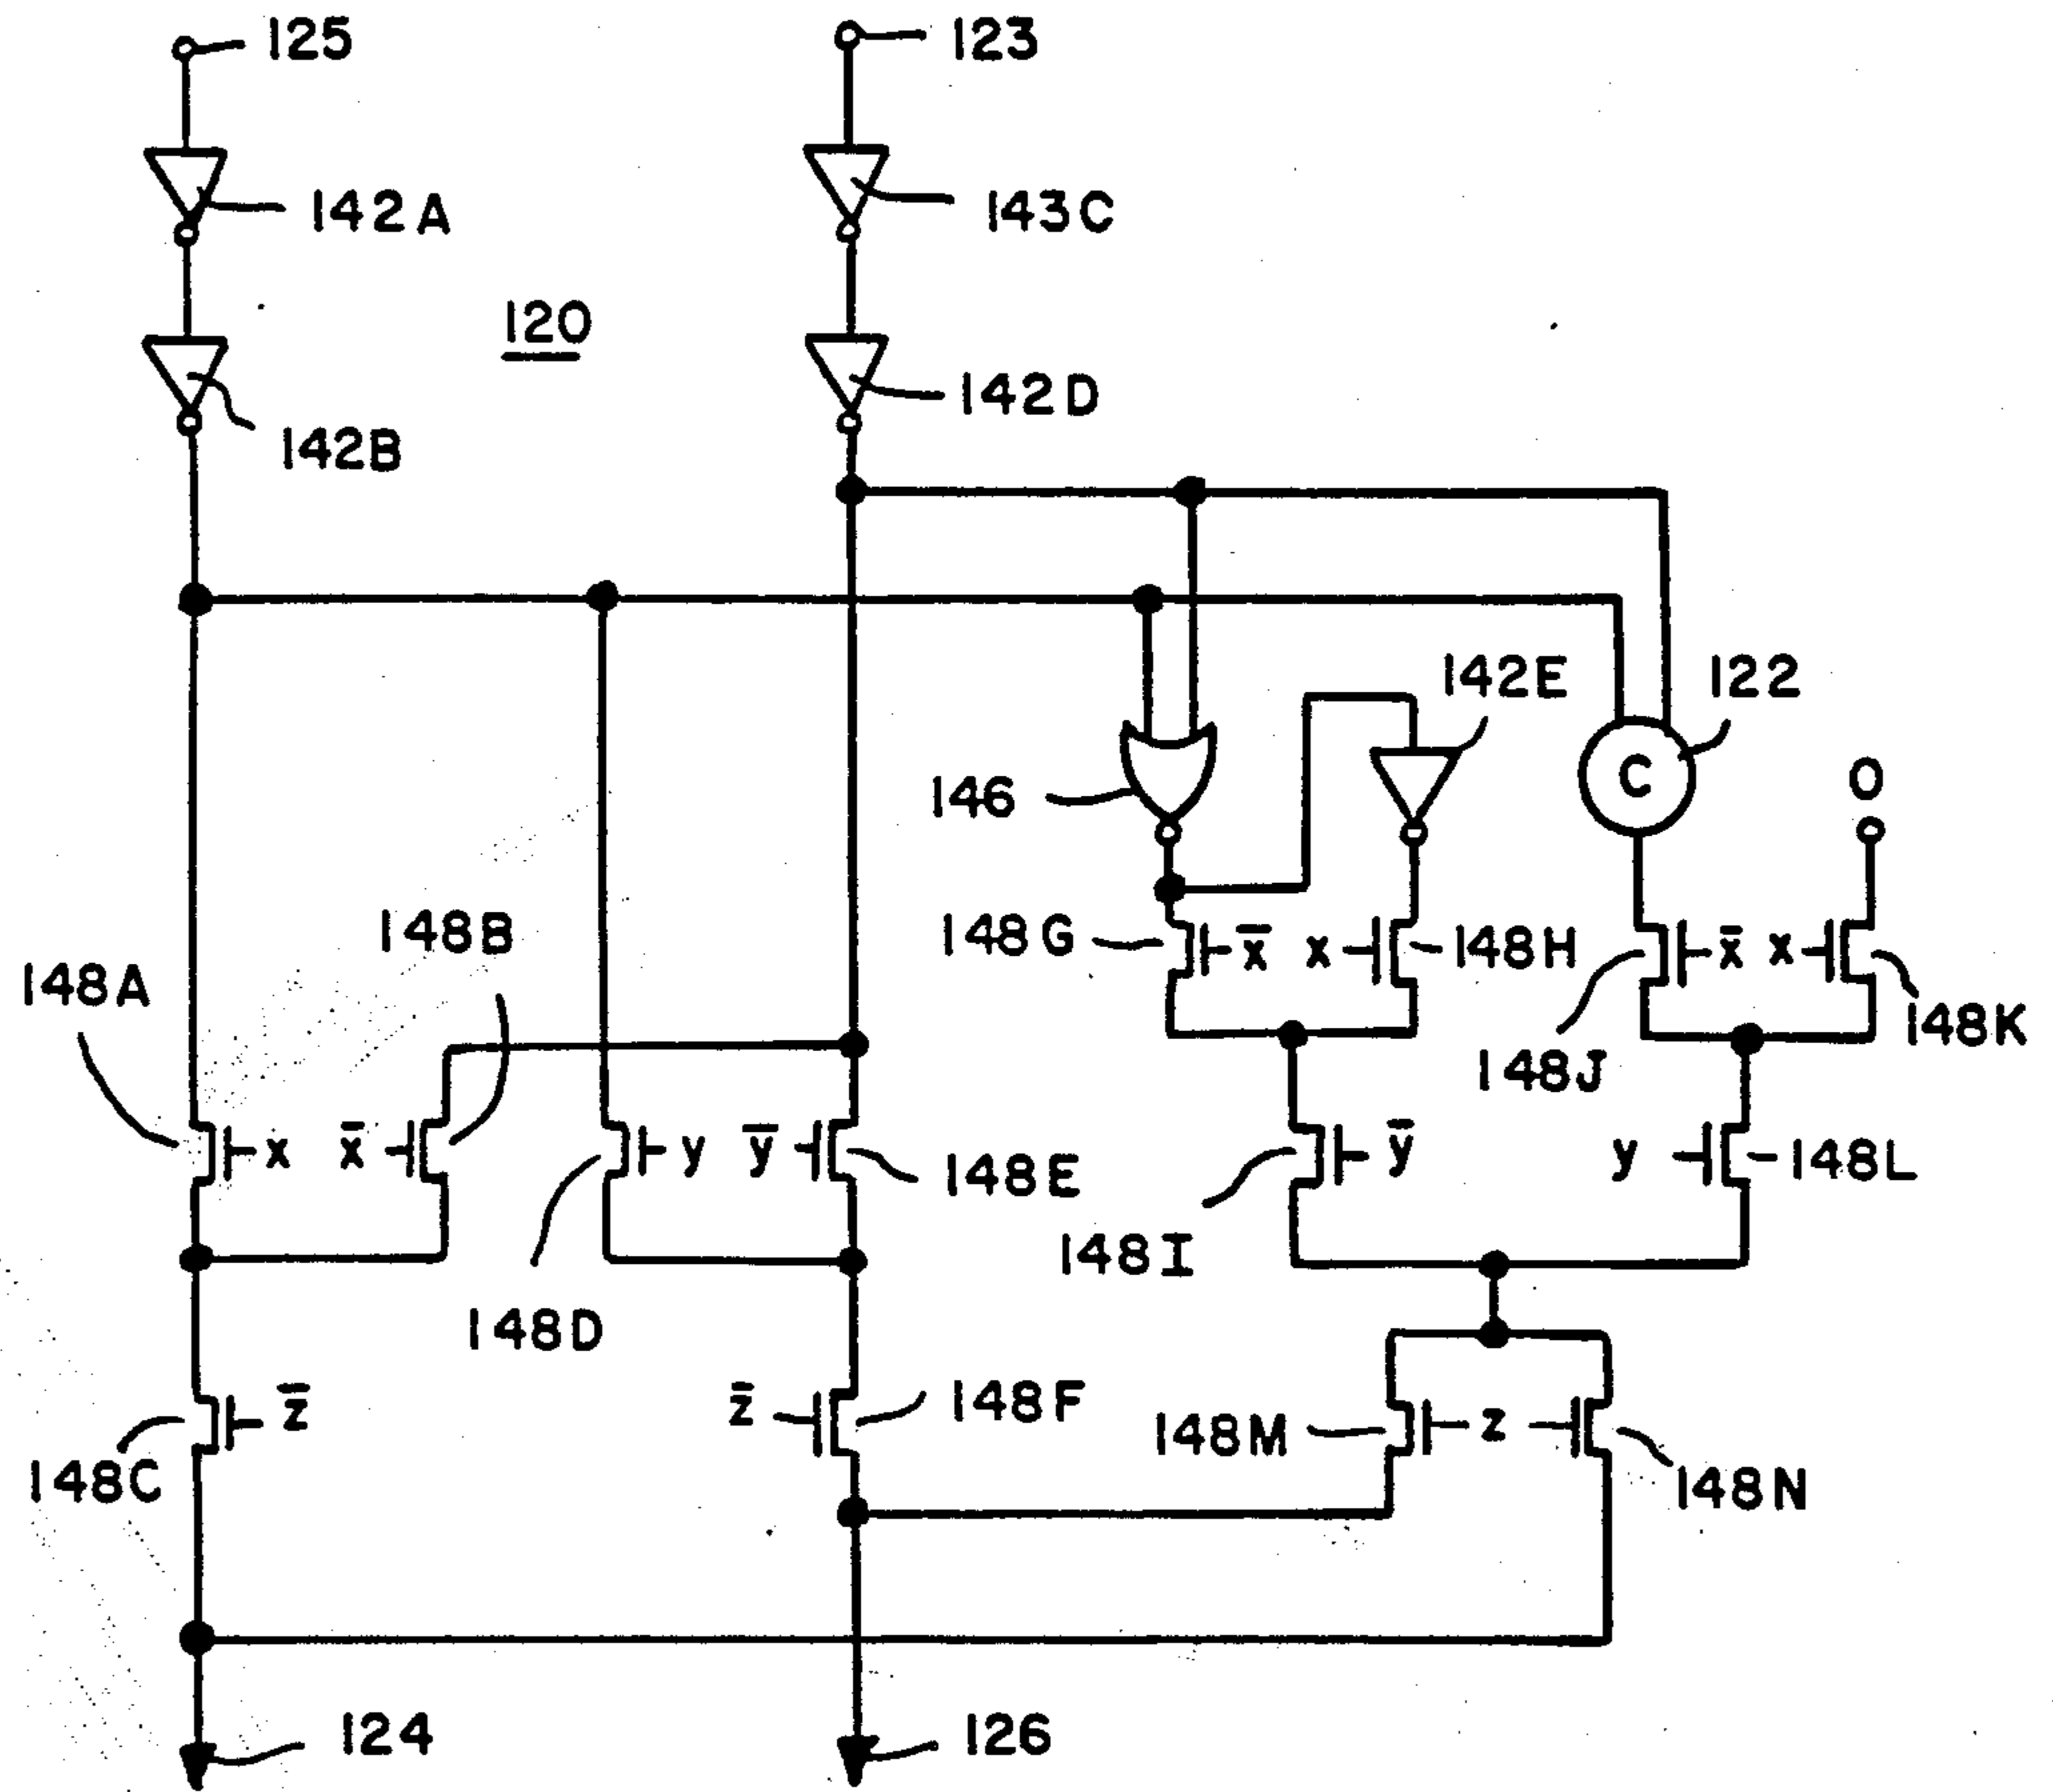 125
123
142A
143C
120
142D
142B
142E
122
146
C
O
148B
148G
x̄
x
148H
x̄
x
148A
148K
148J
x
x̄
y
ȳ
148E
ȳ
y
148L
148I
148D
z̄
z̄
148F
148M
z
148C
148N
124
126